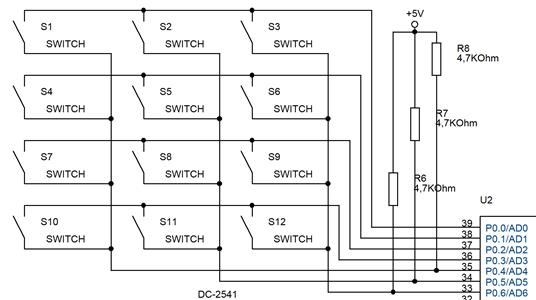 S1
SWITCH
S2
SWITCH
S3
SWITCH
+5V
R8
4,7KOhm
S4
SWITCH
S5
SWITCH
S6
SWITCH
R7
4,7KOhm
S7
SWITCH
S8
SWITCH
S9
SWITCH
R6
4,7KOhm
S10
SWITCH
S11
SWITCH
S12
SWITCH
U2
39 P0.0/AD0
38 P0.1/AD1
37 P0.2/AD2
36 P0.3/AD3
35 P0.4/AD4
34 P0.5/AD5
33 P0.6/AD6
32
DC-2541